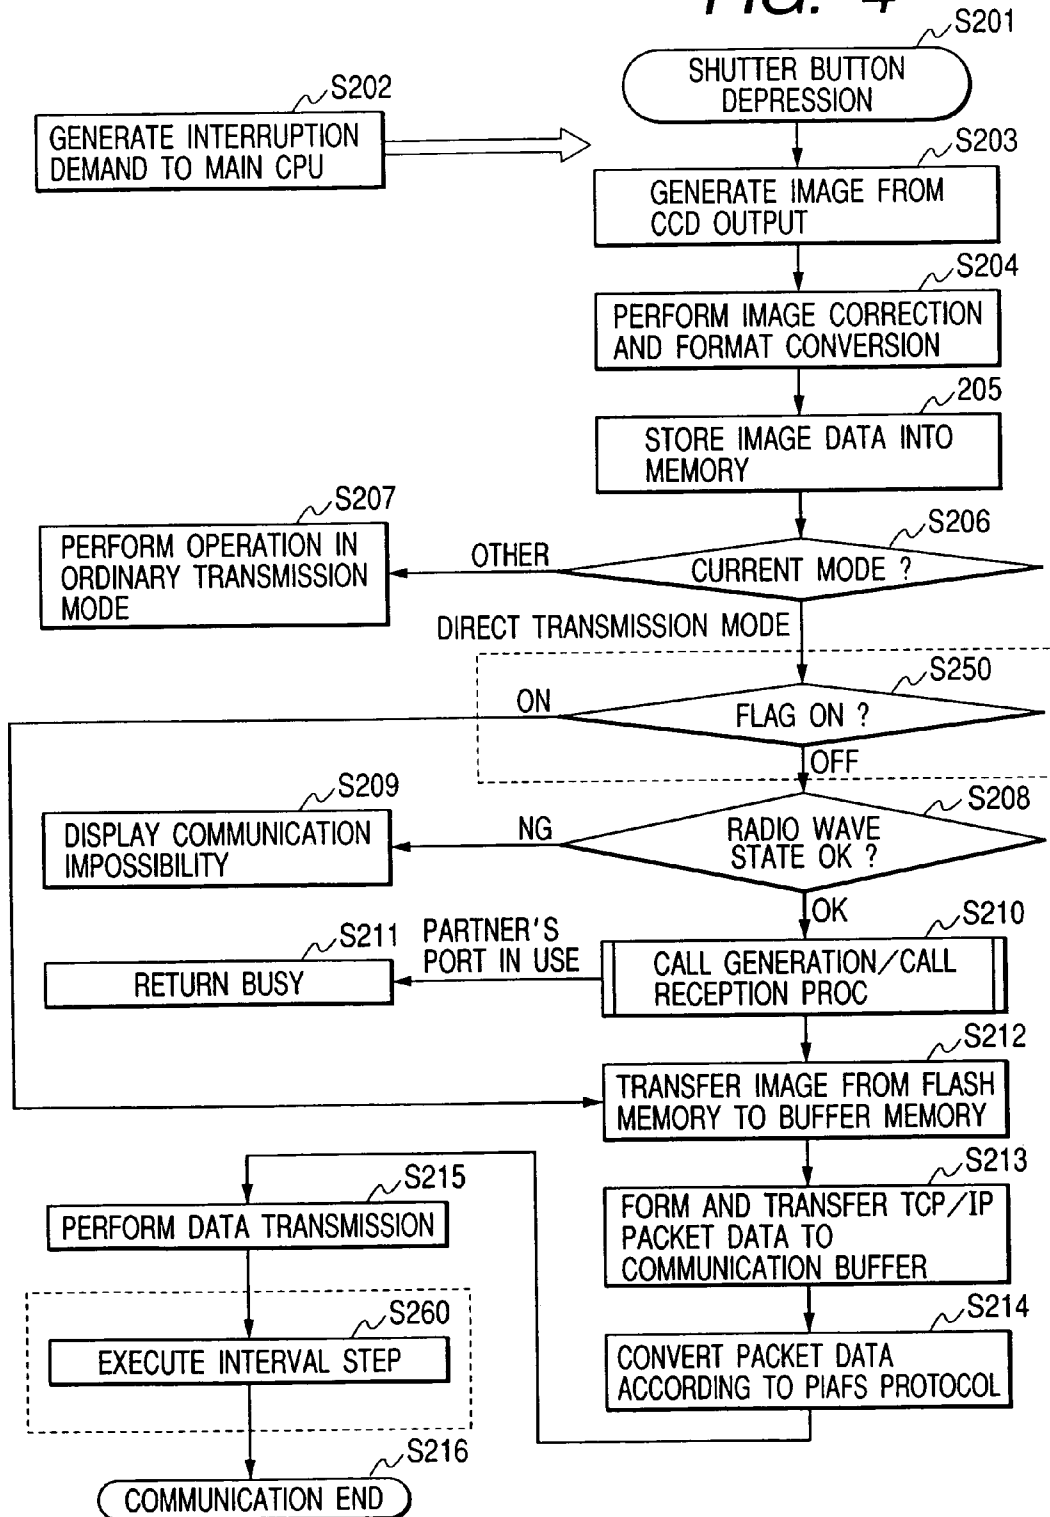 FIG. 4
S201
SHUTTER BUTTON
DEPRESSION
S202
GENERATE INTERRUPTION
DEMAND TO MAIN CPU
S203
GENERATE IMAGE FROM
CCD OUTPUT
S204
PERFORM IMAGE CORRECTION
AND FORMAT CONVERSION
205
STORE IMAGE DATA INTO
MEMORY
S206
CURRENT MODE ?
OTHER
S207
PERFORM OPERATION IN
ORDINARY TRANSMISSION
MODE
DIRECT TRANSMISSION MODE
S250
FLAG ON ?
ON
OFF
S208
RADIO WAVE
STATE OK ?
NG
S209
DISPLAY COMMUNICATION
IMPOSSIBILITY
OK
S210
CALL GENERATION/CALL
RECEPTION PROC
PARTNER'S
PORT IN USE
S211
RETURN BUSY
S212
TRANSFER IMAGE FROM FLASH
MEMORY TO BUFFER MEMORY
S213
FORM AND TRANSFER TCP/IP
PACKET DATA TO
COMMUNICATION BUFFER
S214
CONVERT PACKET DATA
ACCORDING TO PIAFS PROTOCOL
S215
PERFORM DATA TRANSMISSION
S260
EXECUTE INTERVAL STEP
S216
COMMUNICATION END